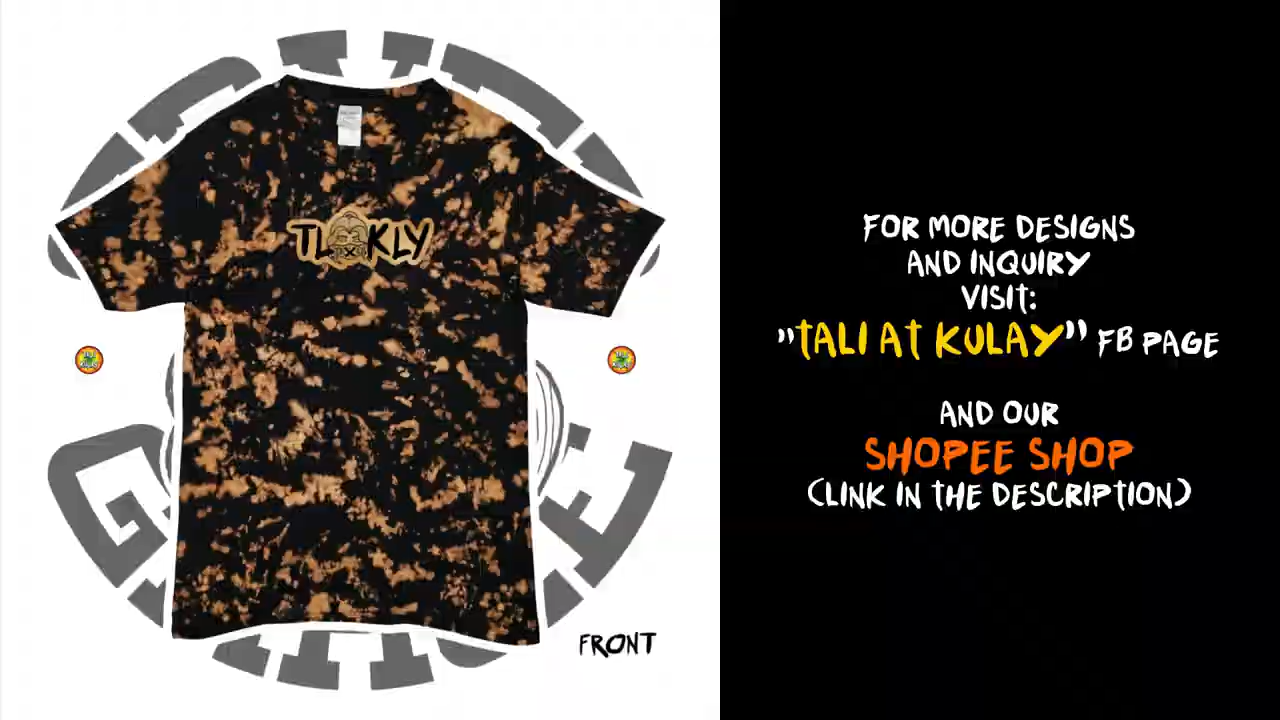 TLKLY
FRONT
FOR MORE DESIGNS
AND INQUIRY
VISIT:
"TALI AT KULAY" FB PAGE
AND OUR
SHOPEE SHOP
(LINK IN THE DESCRIPTION)